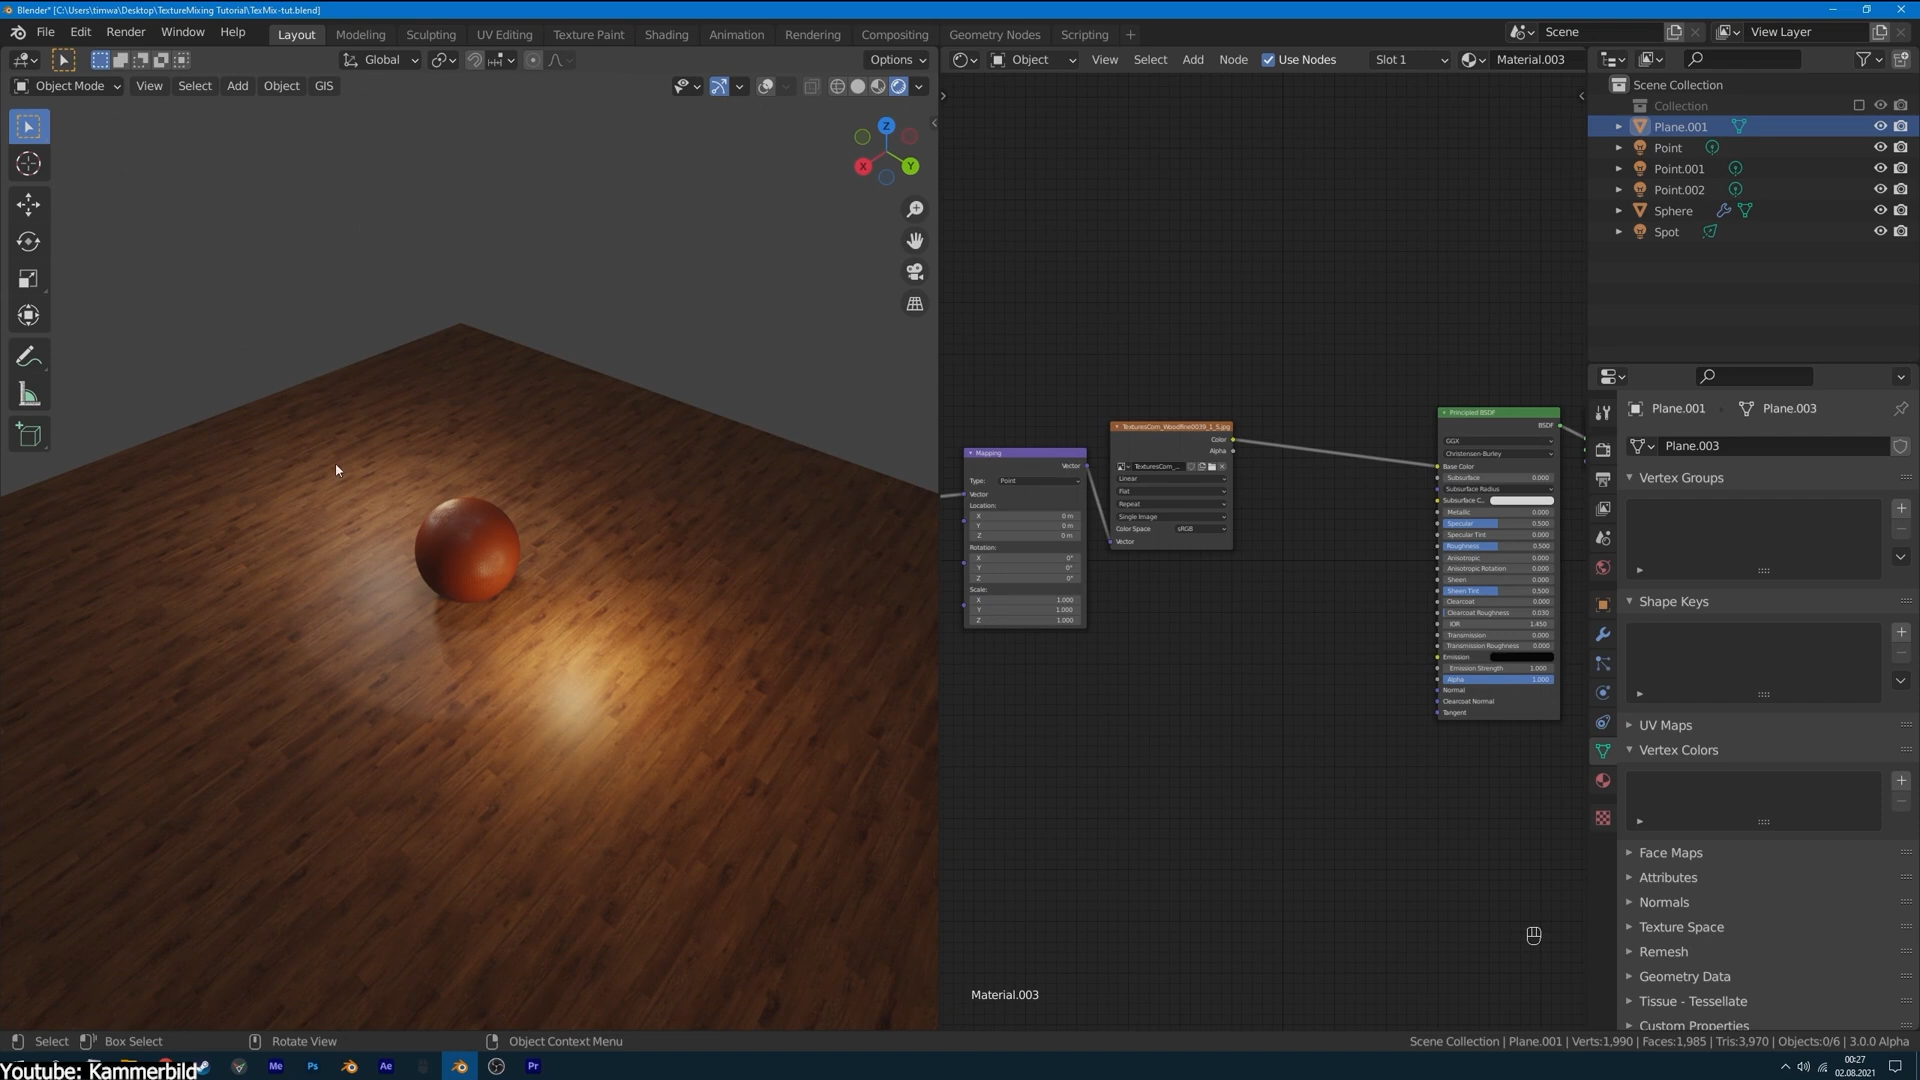 Blender* [C:\Users\timwa\Desktop\TextureMixing Tutorial\TexMix-tut.blend]
File Edit Render Window Help Layout Modeling Sculpting UV Editing Texture Paint Shading Animation Rendering Compositing Geometry Nodes Scripting Scene View Layer
Global Options Object View Select Add Node Use Nodes Slot 1 Material.003
Object Mode View Select Add Object GIS
Scene Collection
Collection
Plane.001
Point
Point.001
Point.002
Sphere
Spot
Z
X
Y
Mapping
Vector
Type: Point
Vector
Location:
X 0 m
Y 0 m
Z 0 m
Rotation:
X 0°
Y 0°
Z 0°
Scale:
X 1.000
Y 1.000
Z 1.000
TexturesCom_WoodFine0039_1_S.jpg
Color
Alpha
TexturesCom_...
Linear
Flat
Repeat
Single Image
Color Space sRGB
Vector
Principled BSDF
BSDF
GGX
Christensen-Burley
Base Color
Subsurface 0.000
Subsurface Radius
Subsurface C...
Metallic 0.000
Specular 0.500
Specular Tint 0.000
Roughness 0.500
Anisotropic 0.000
Anisotropic Rotation 0.000
Sheen 0.000
Sheen Tint 0.500
Clearcoat 0.000
Clearcoat Roughness 0.030
IOR 1.450
Transmission 0.000
Transmission Roughness 0.000
Emission
Emission Strength 1.000
Alpha 1.000
Normal
Clearcoat Normal
Tangent
Material.003
Plane.001 Plane.003
Plane.003
Vertex Groups
Shape Keys
UV Maps
Vertex Colors
Face Maps
Attributes
Normals
Texture Space
Remesh
Geometry Data
Tissue - Tessellate
Custom Properties
Select Box Select Rotate View Object Context Menu Scene Collection | Plane.001 | Verts:1,990 | Faces:1,985 | Tris:3,970 | Objects:0/6 | 3.0.0 Alpha
Youtube: Kammerbild
Me Ps Ae Pr
00:27
02.08.2021